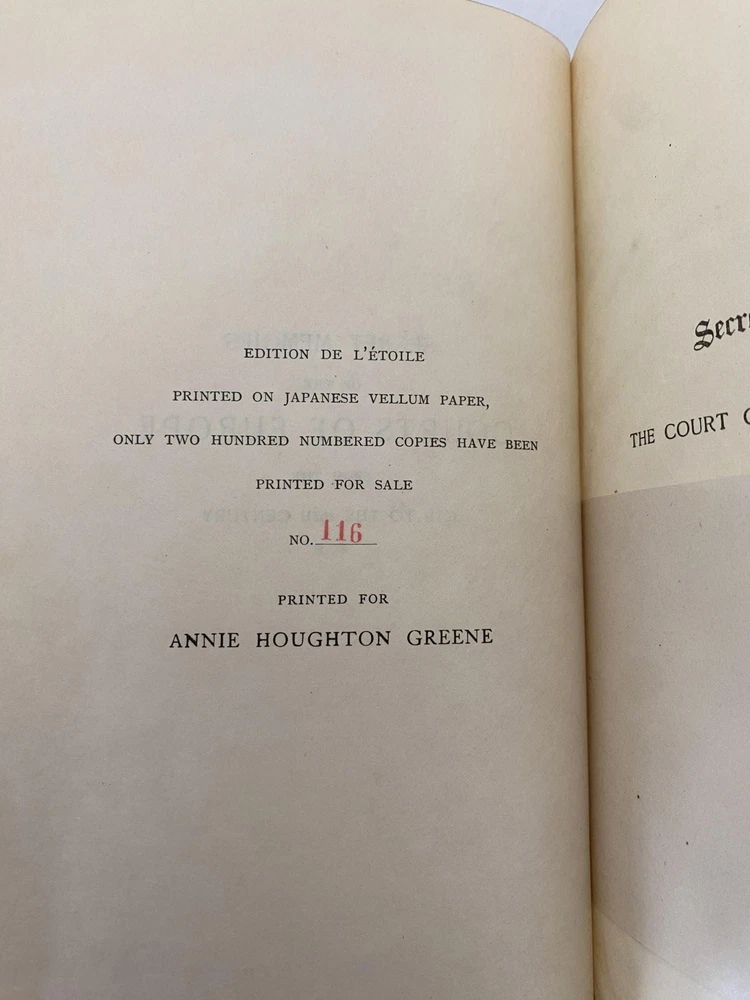 EDITION DE L'ÉTOILE
PRINTED ON JAPANESE VELLUM PAPER,
ONLY TWO HUNDRED NUMBERED COPIES HAVE BEEN
PRINTED FOR SALE
NO. 116
PRINTED FOR
ANNIE HOUGHTON GREENE
THE COURT